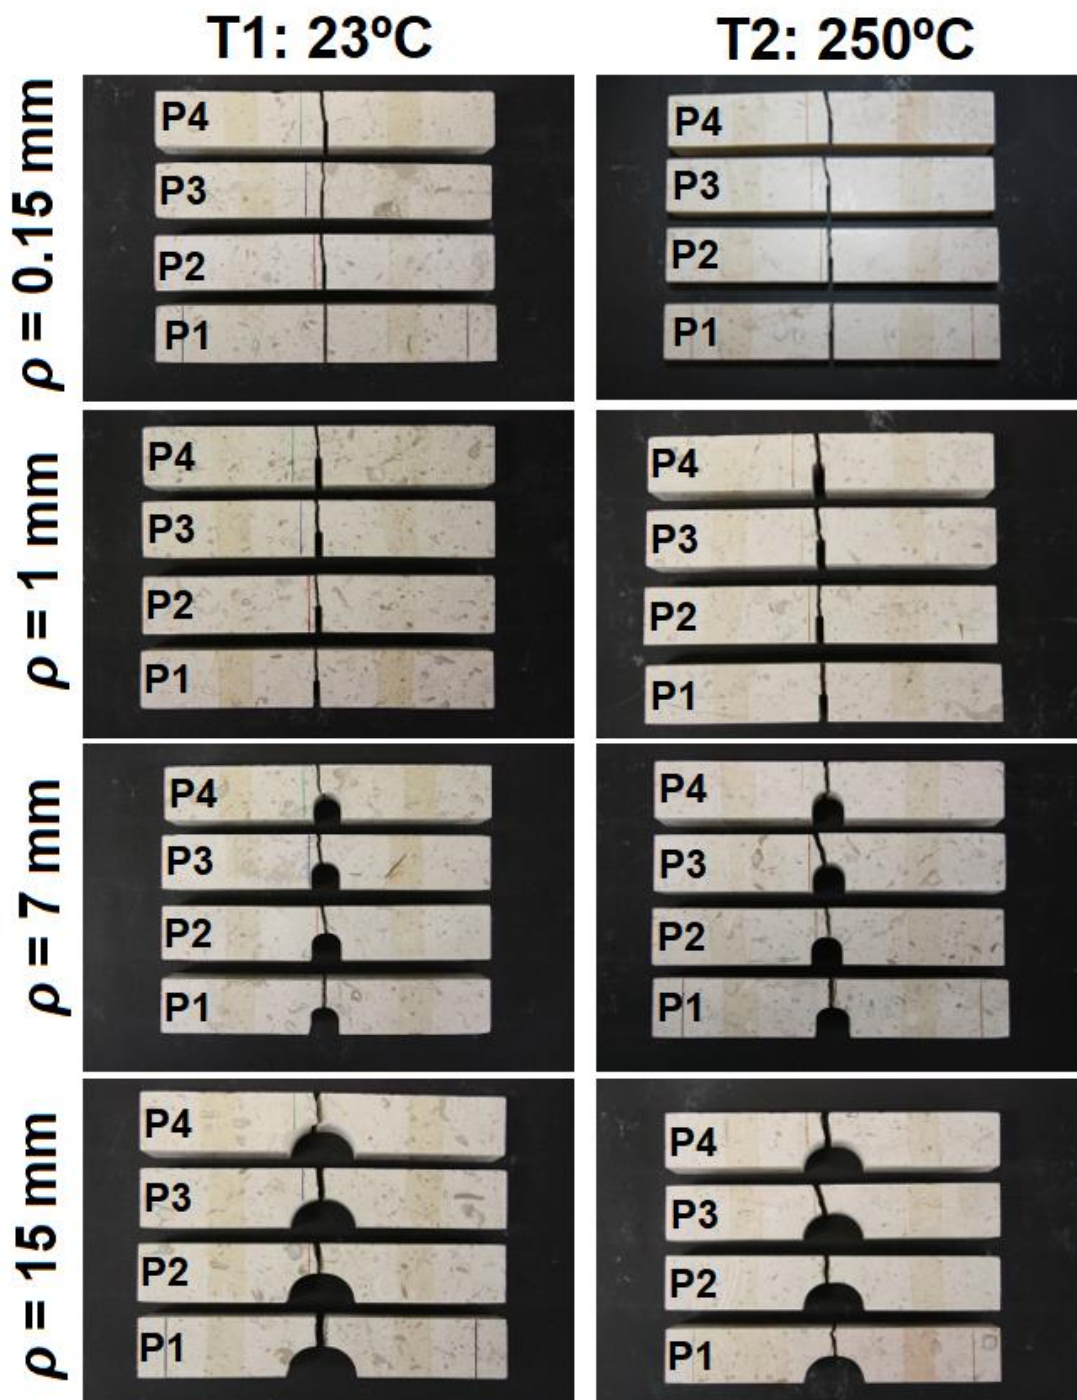 T1: 23ºC
T2: 250ºC
ρ = 0.15 mm
P4
P3
P2
P1
P4
P3
P2
P1
ρ = 1 mm
P4
P3
P2
P1
P4
P3
P2
P1
ρ = 7 mm
P4
P3
P2
P1
P4
P3
P2
P1
ρ = 15 mm
P4
P3
P2
P1
P4
P3
P2
P1